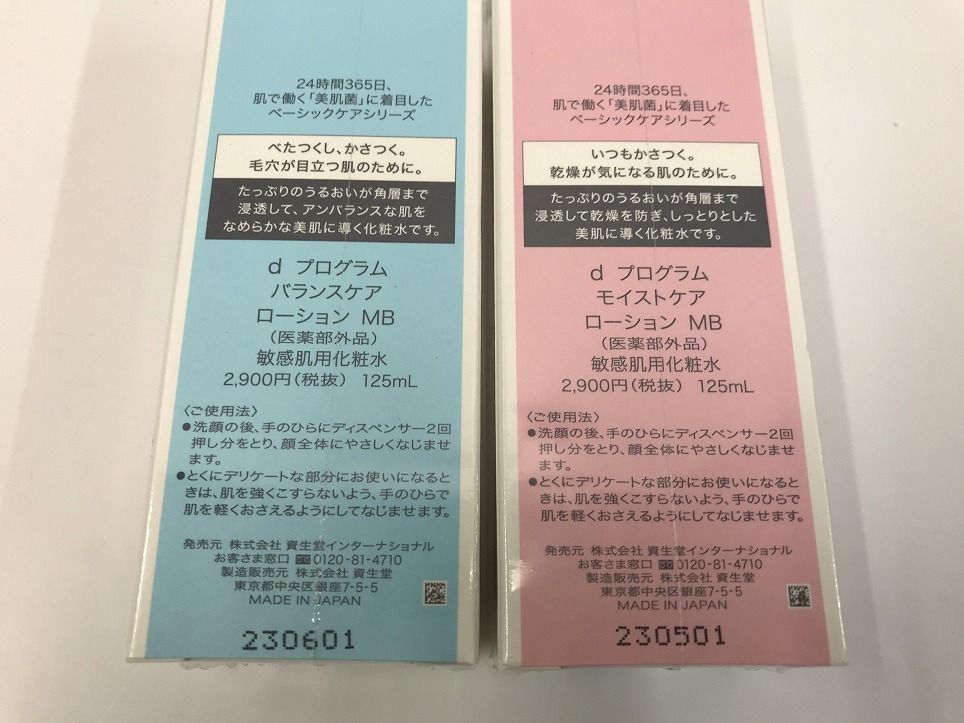 24時間365日、
肌で働く「美肌菌」に着目した
ベーシックケアシリーズ
べたつくし、かさつく。
毛穴が目立つ肌のために。
たっぷりのうるおいが角層まで
浸透して、アンバランスな肌を
なめらかな美肌に導く化粧水です。
d プログラム
バランスケア
ローション MB
(医薬部外品)
敏感肌用化粧水
2,900円(税抜) 125mL
〈ご使用法〉
●洗顔の後、手のひらにディスペンサー2回
押し分をとり、顔全体にやさしくなじませ
ます。
●とくにデリケートな部分にお使いになると
きは、肌を強くこすらないよう、手のひらで
肌を軽くおさえるようにしてなじませます。
発売元 株式会社 資生堂インターナショナル
お客さま窓口 0120-81-4710
製造販売元 株式会社 資生堂
東京都中央区銀座7-5-5
MADE IN JAPAN
230601
24時間365日、
肌で働く「美肌菌」に着目した
ベーシックケアシリーズ
いつもかさつく。
乾燥が気になる肌のために。
たっぷりのうるおいが角層まで
浸透して乾燥を防ぎ、しっとりとした
美肌に導く化粧水です。
d プログラム
モイストケア
ローション MB
(医薬部外品)
敏感肌用化粧水
2,900円(税抜) 125mL
〈ご使用法〉
●洗顔の後、手のひらにディスペンサー2回
押し分をとり、顔全体にやさしくなじませ
ます。
●とくにデリケートな部分にお使いになると
きは、肌を強くこすらないよう、手のひらで
肌を軽くおさえるようにしてなじませます。
発売元 株式会社 資生堂インターナショナル
お客さま窓口 0120-81-4710
製造販売元 株式会社 資生堂
東京都中央区銀座7-5-5
MADE IN JAPAN
230501